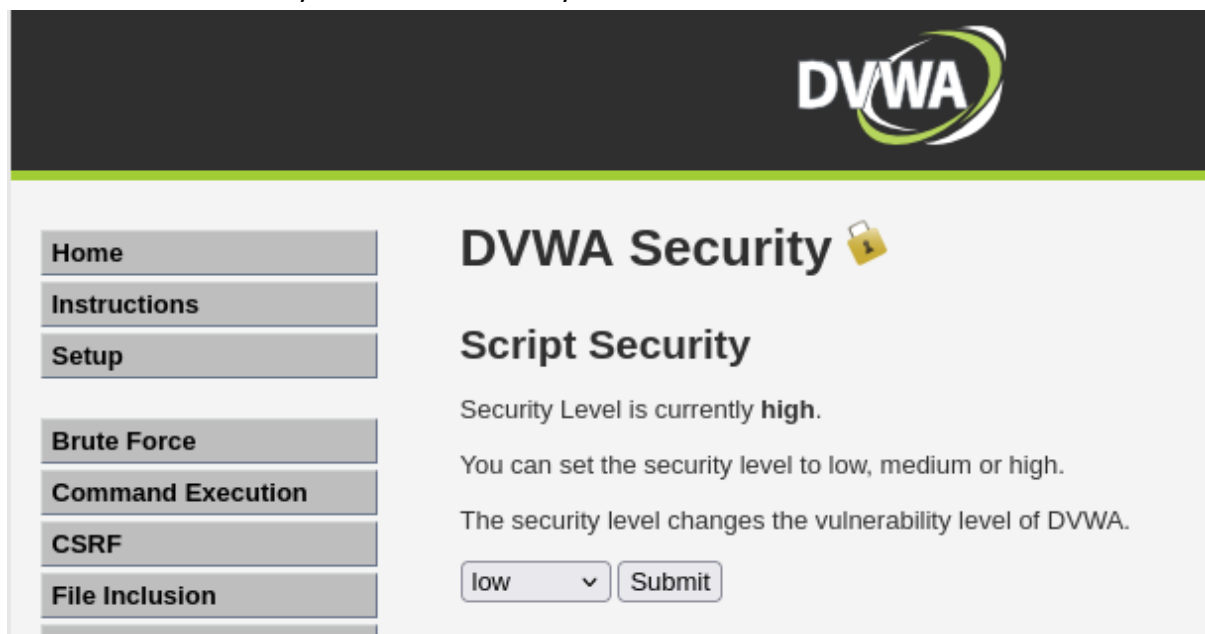 DVWA
Home
Instructions
Setup
Brute Force
Command Execution
CSRF
File Inclusion
DVWA Security
Script Security
Security Level is currently high.
You can set the security level to low, medium or high.
The security level changes the vulnerability level of DVWA.
low Submit